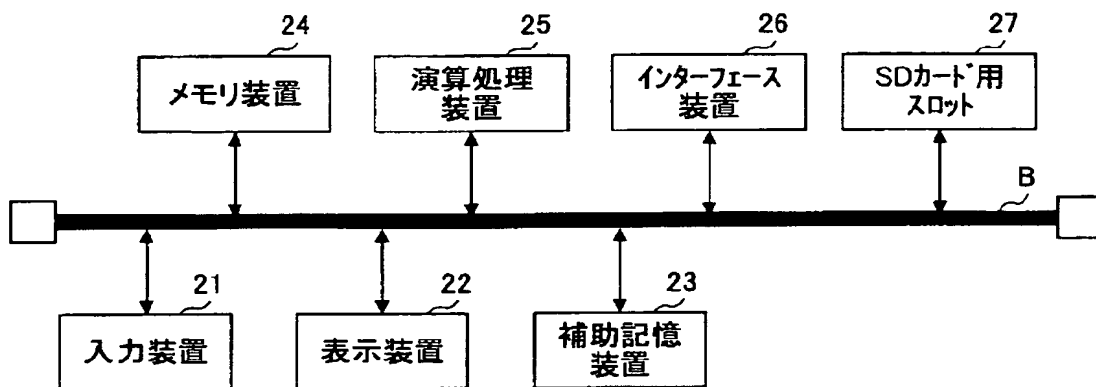 24
メモリ装置
25
演算処理
装置
26
インターフェース
装置
27
SDカード用
スロット
B
21
入力装置
22
表示装置
23
補助記憶
装置